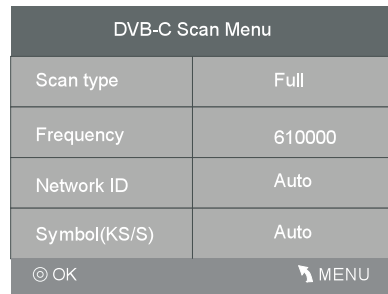 DVB-C Scan Menu
Scan type Full
Frequency 610000
Network ID Auto
Symbol(KS/S) Auto
OK MENU